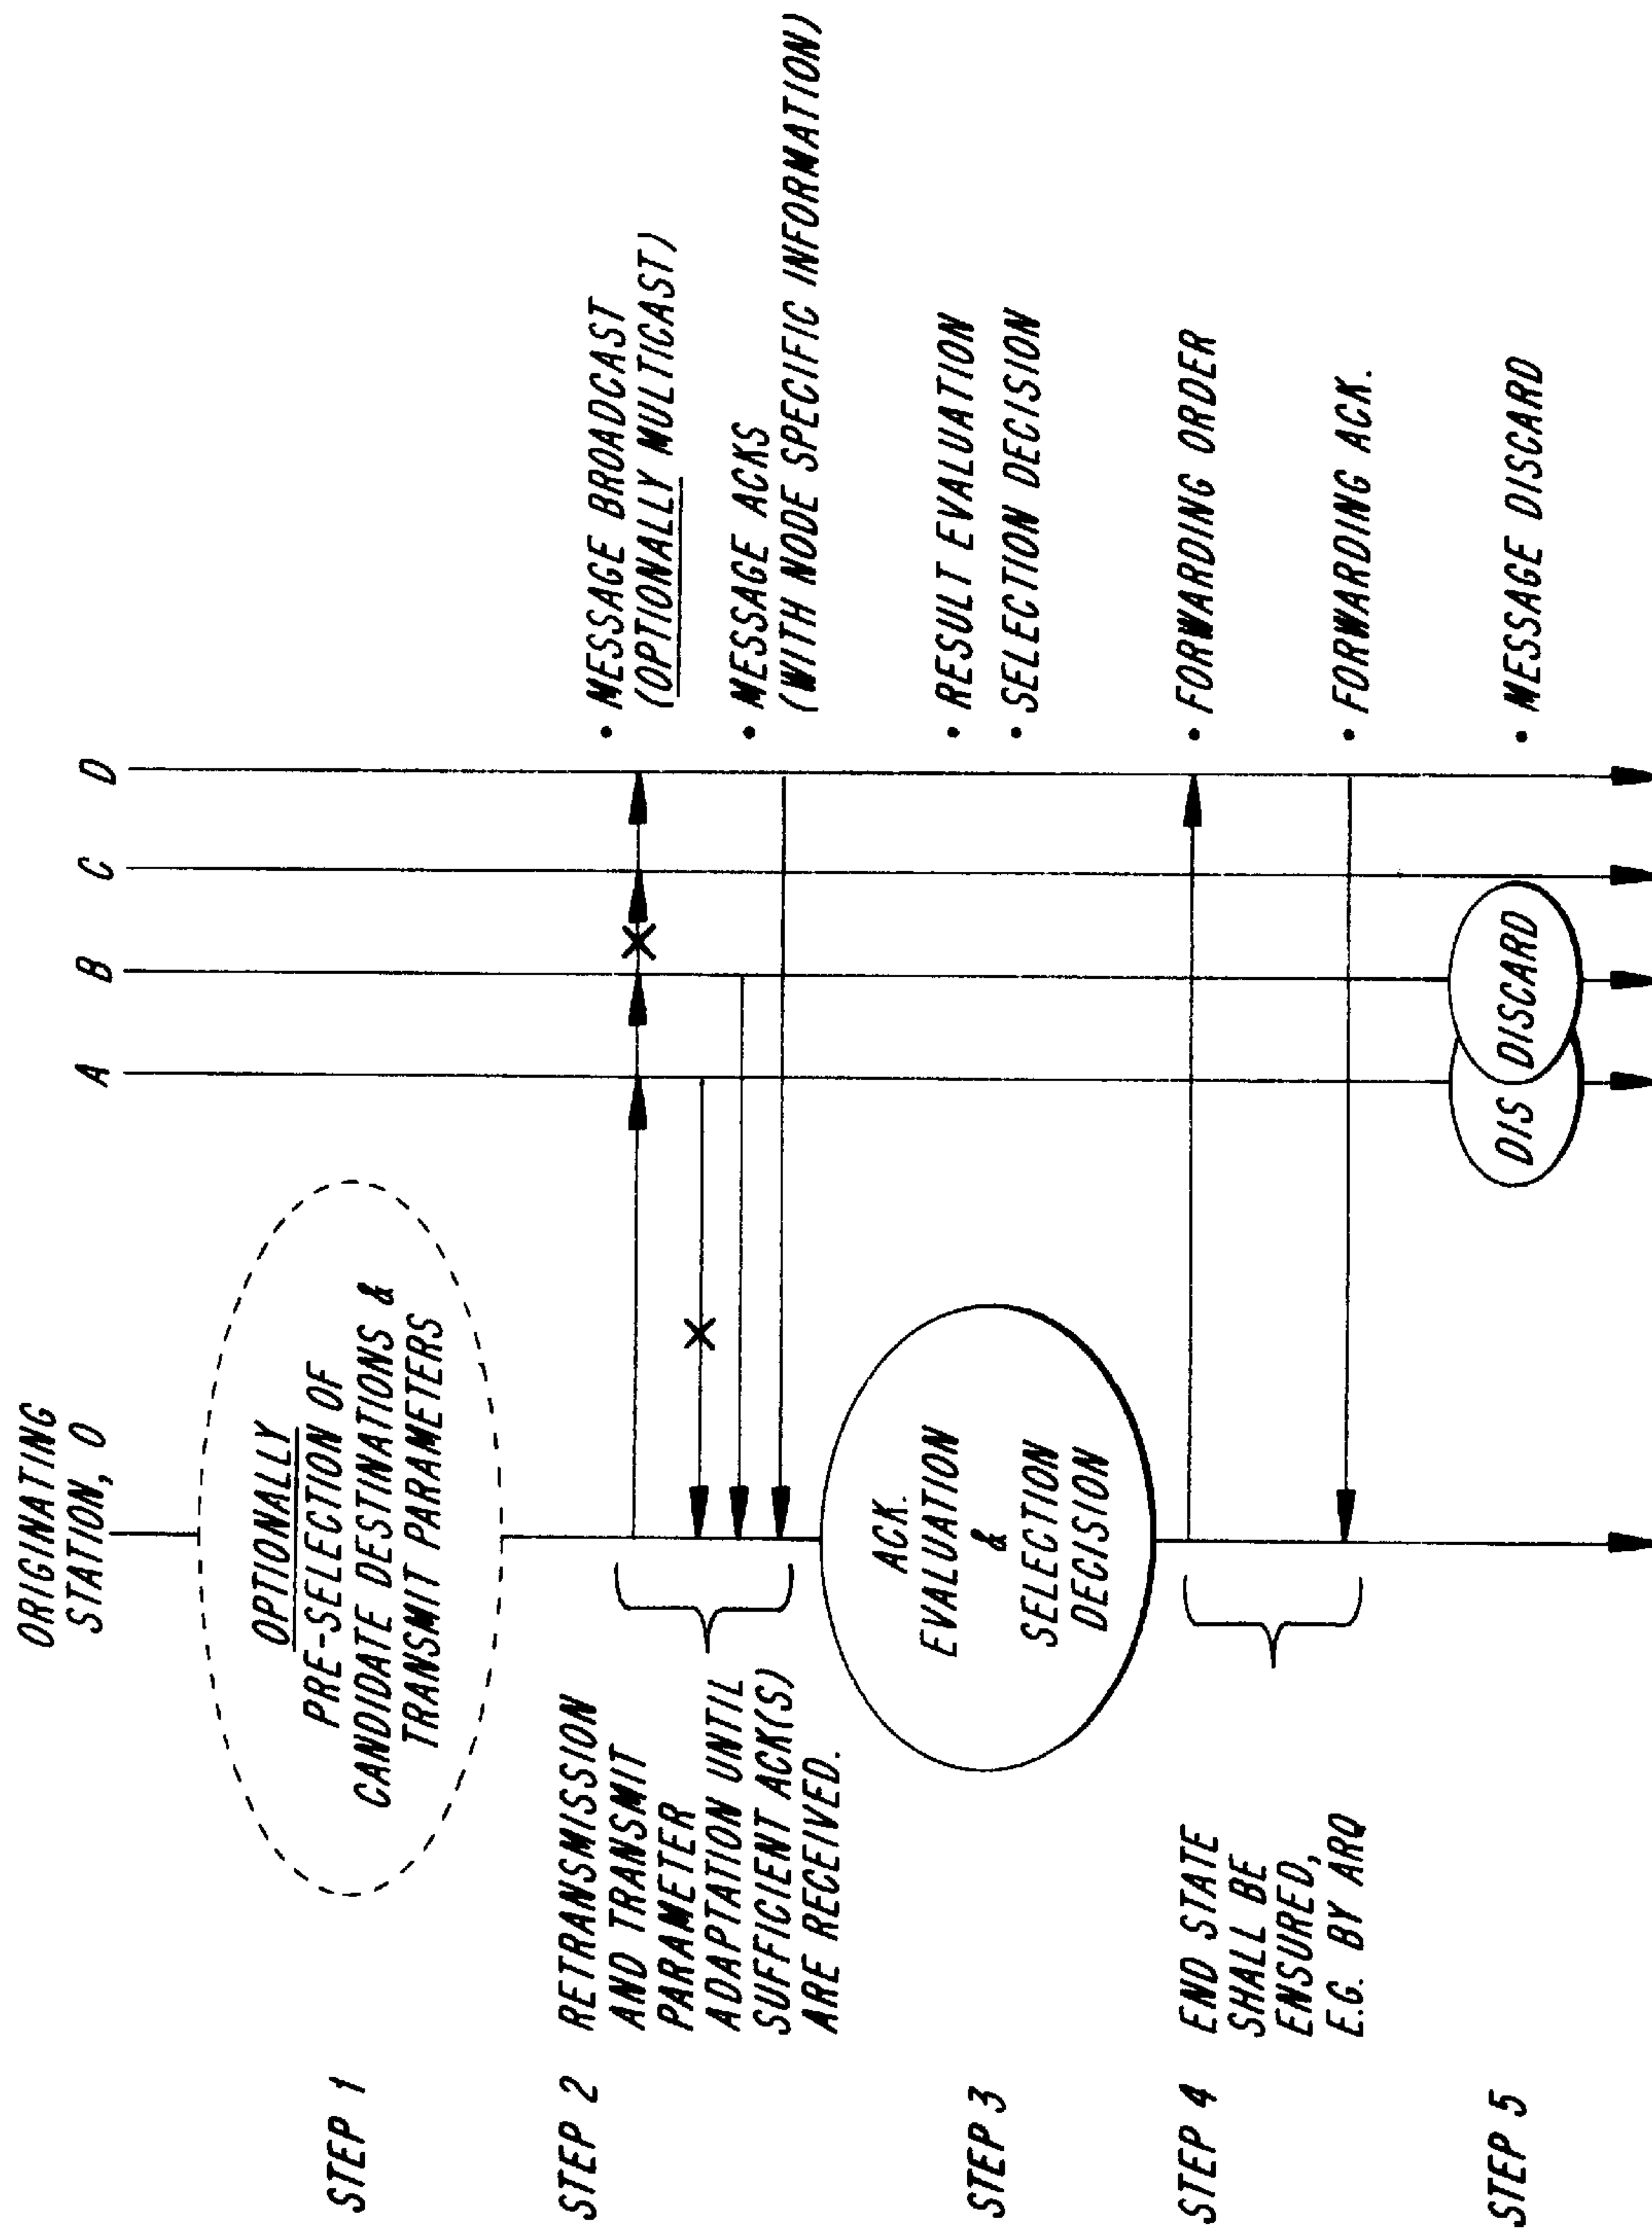 ORIGINATING
STATION, O
A
B
C
D
STEP 1
OPTIONALLY
PRE-SELECTION OF
CANDIDATE DESTINATIONS &
TRANSMIT PARAMETERS
STEP 2
RETRANSMISSION
AND TRANSMIT
PARAMETER
ADAPTATION UNTIL
SUFFICIENT ACK(S)
ARE RECEIVED.
• MESSAGE BROADCAST
(OPTIONALLY MULTICAST)
• MESSAGE ACKS
(WITH NODE SPECIFIC INFORMATION)
STEP 3
ACK.
EVALUATION
&
SELECTION
DECISION
• RESULT EVALUATION
• SELECTION DECISION
STEP 4
END STATE
SHALL BE
ENSURED,
E.G. BY ARQ
• FORWARDING ORDER
• FORWARDING ACK.
STEP 5
DIS
DISCARD
• MESSAGE DISCARD